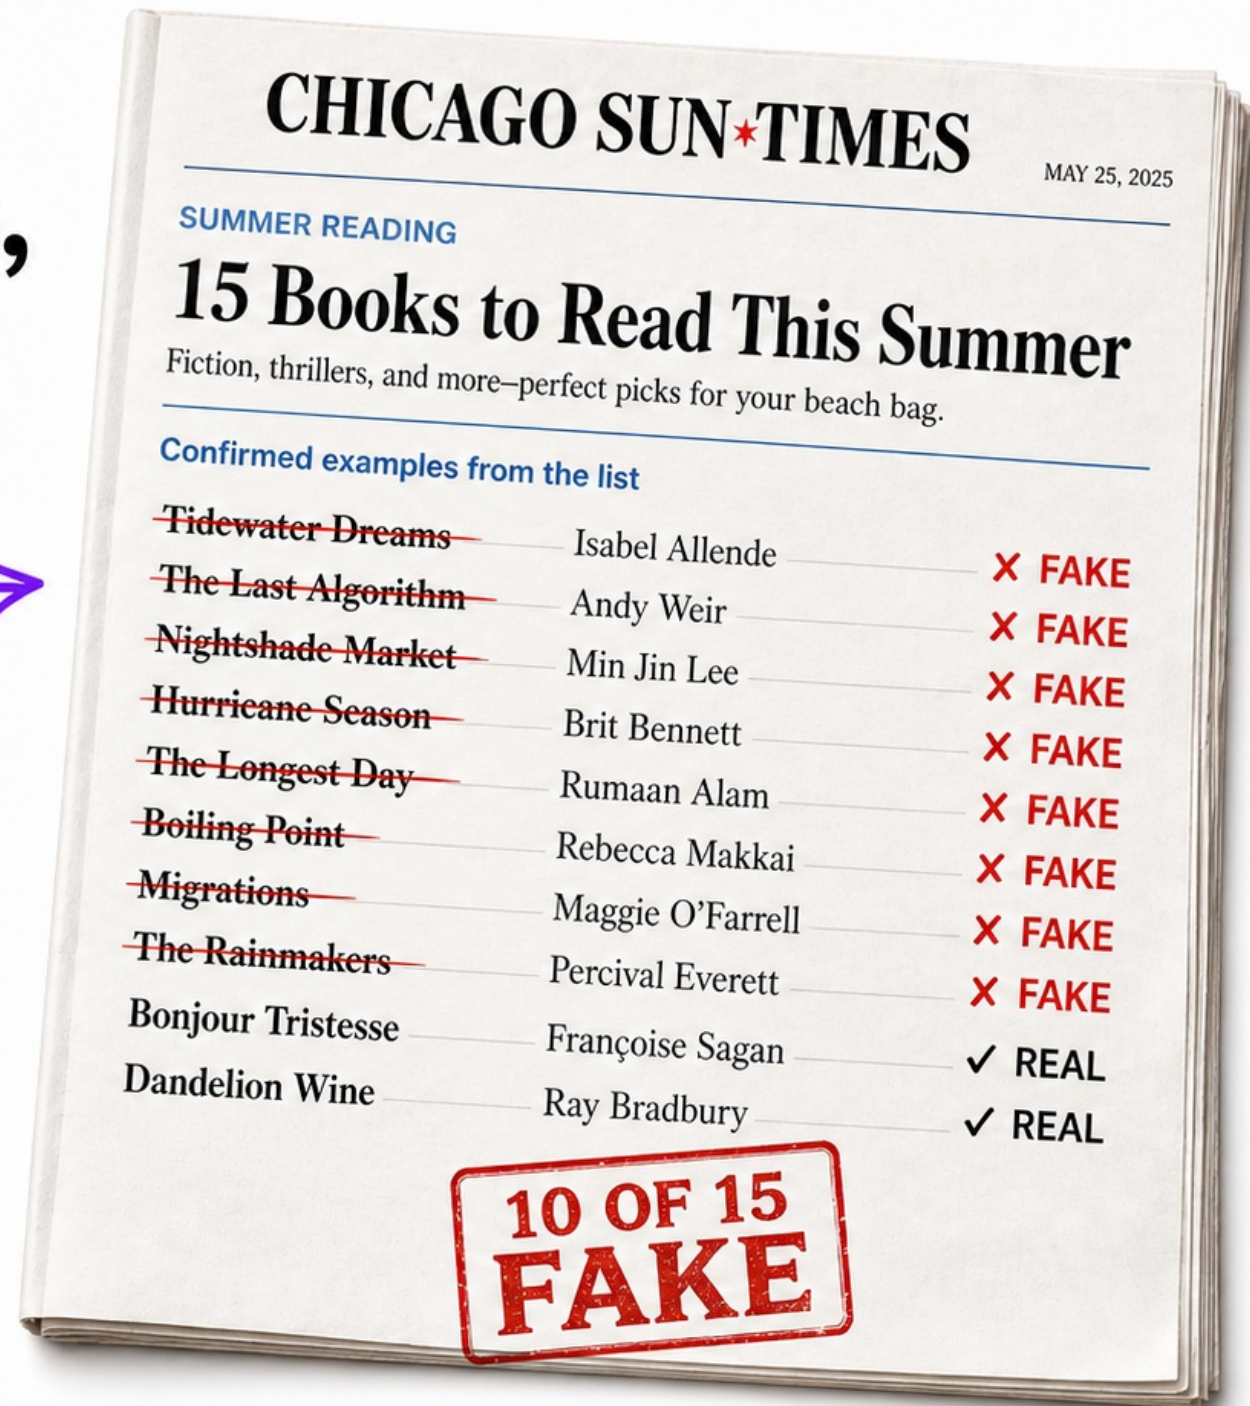 CHICAGO SUN✶TIMES
MAY 25, 2025
,
SUMMER READING
15 Books to Read This Summer
Fiction, thrillers, and more–perfect picks for your beach bag.
Confirmed examples from the list
Tidewater Dreams Isabel Allende ✗ FAKE
The Last Algorithm Andy Weir ✗ FAKE
Nightshade Market Min Jin Lee ✗ FAKE
Hurricane Season Brit Bennett ✗ FAKE
The Longest Day Rumaan Alam ✗ FAKE
Boiling Point Rebecca Makkai ✗ FAKE
Migrations Maggie O’Farrell ✗ FAKE
The Rainmakers Percival Everett ✗ FAKE
Bonjour Tristesse Françoise Sagan ✓ REAL
Dandelion Wine Ray Bradbury ✓ REAL
10 OF 15
FAKE